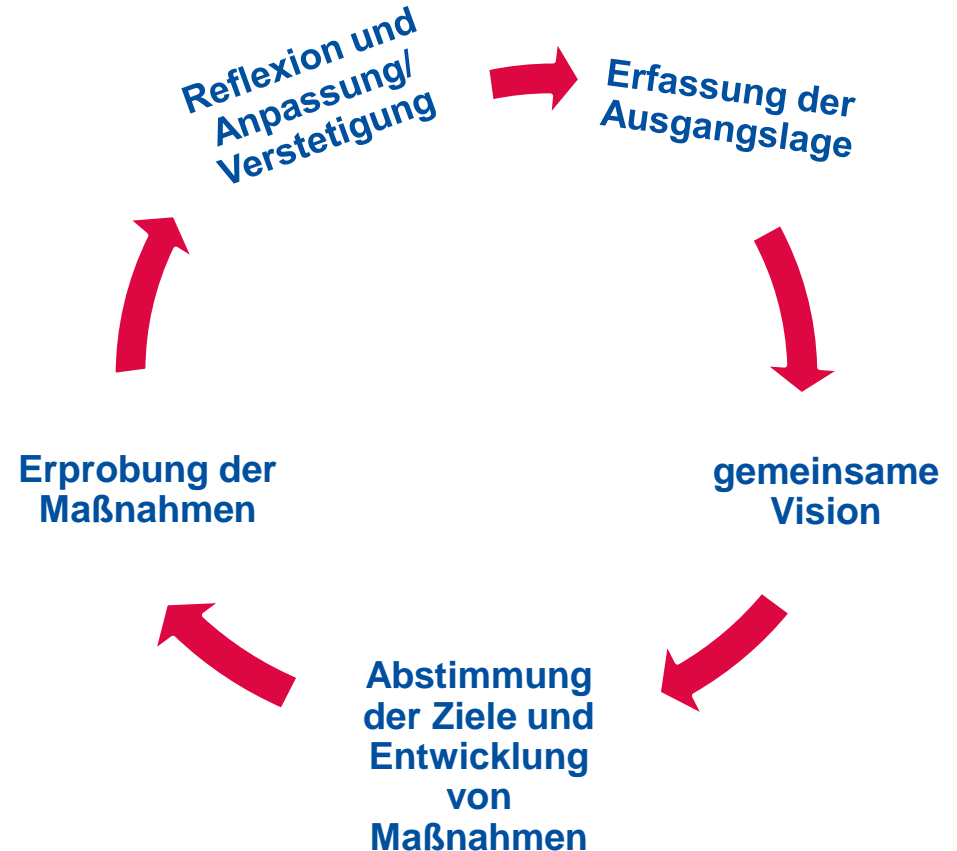 Reflexion und
Anpassung/
Verstetigung
Erfassung der
Ausgangslage
gemeinsame
Vision
Abstimmung
der Ziele und
Entwicklung
von
Maßnahmen
Erprobung der
Maßnahmen